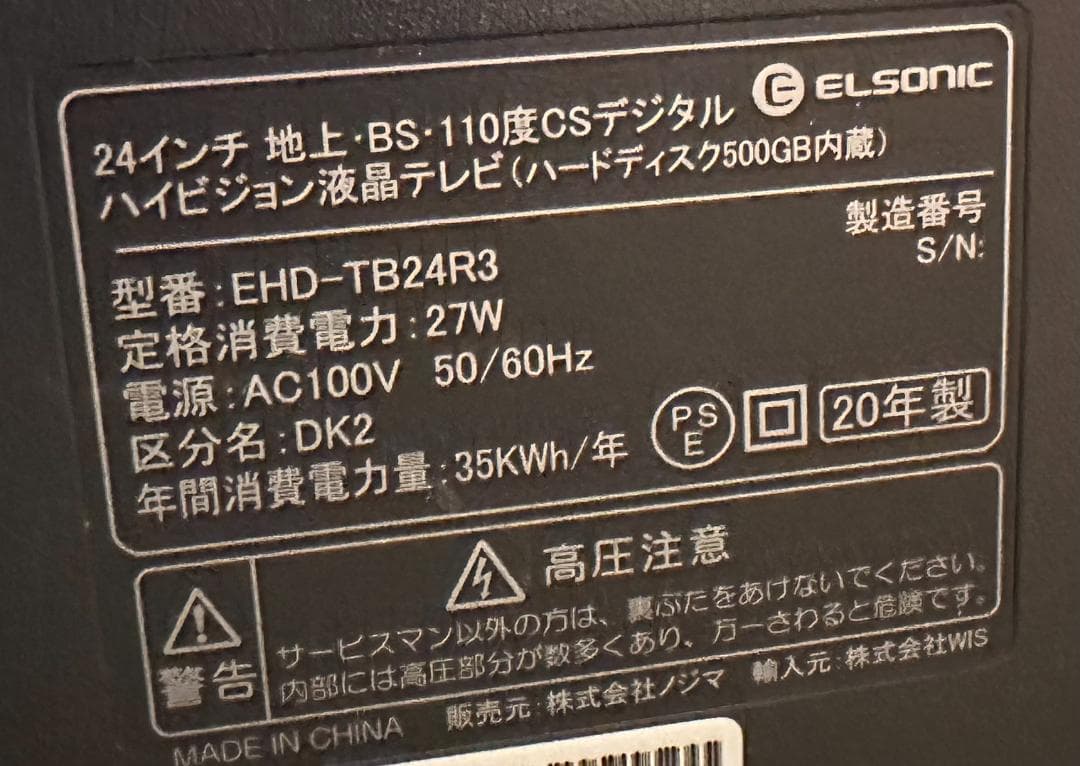 ELSONIC
24インチ 地上・BS・110度CSデジタル
ハイビジョン液晶テレビ(ハードディスク500GB内蔵)
製造番号
S/N:
型番:EHD-TB24R3
定格消費電力:27W
電源:AC100V 50/60Hz
区分名:DK2
年間消費電力量:35KWh/年
PSE
20年製
高圧注意
警告
サービスマン以外の方は、裏ぶたをあけないでください。
内部には高圧部分が数多くあり、万一さわると危険です。
MADE IN CHINA
販売元:株式会社ノジマ 輸入元:株式会社WIS